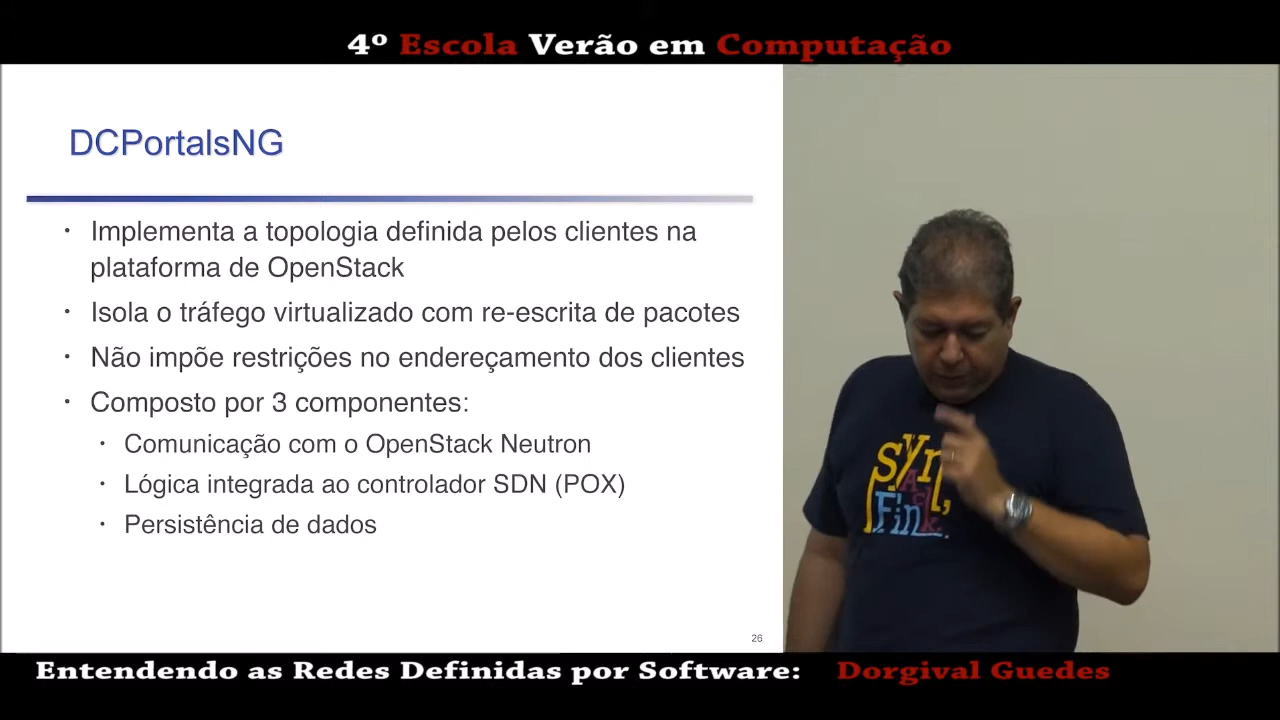 4º Escola Verão em Computação
DCPortalsNG
• Implementa a topologia definida pelos clientes na
plataforma de OpenStack
• Isola o tráfego virtualizado com re-escrita de pacotes
• Não impõe restrições no endereçamento dos clientes
• Composto por 3 componentes:
• Comunicação com o OpenStack Neutron
• Lógica integrada ao controlador SDN (POX)
• Persistência de dados
26
Entendendo as Redes Definidas por Software: Dorgival Guedes